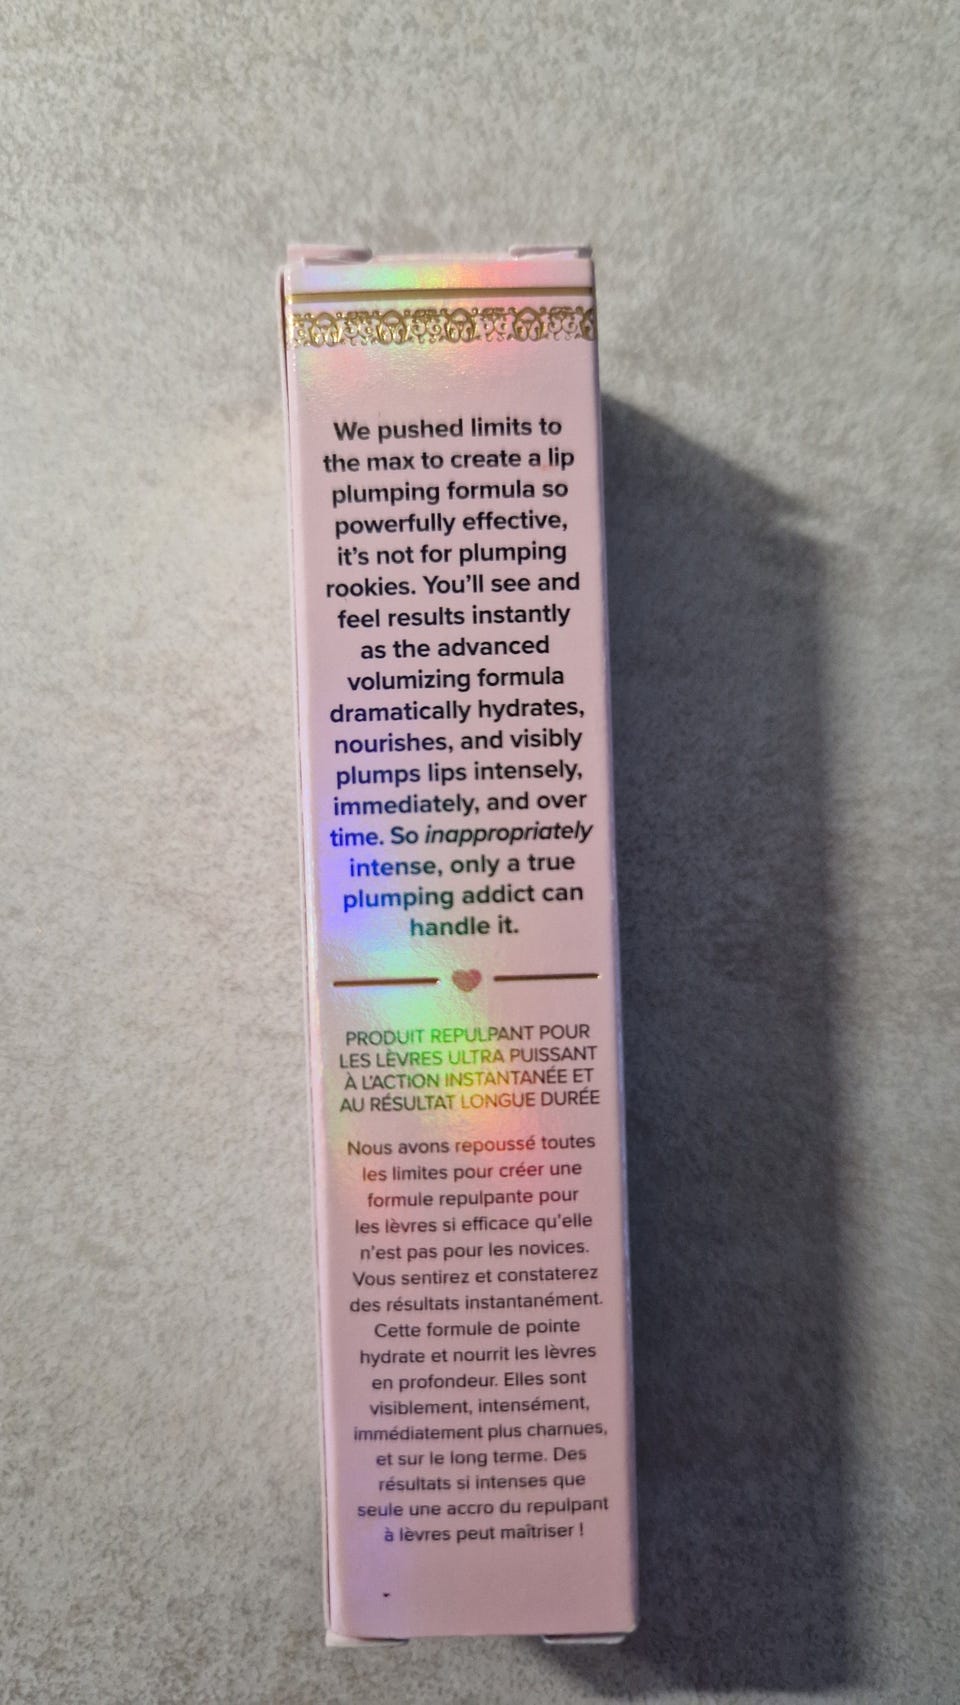 We pushed limits to
the max to create a lip
plumping formula so
powerfully effective,
it's not for plumping
rookies. You'll see and
feel results instantly
as the advanced
volumizing formula
dramatically hydrates,
nourishes, and visibly
plumps lips intensely,
immediately, and over
time. So inappropriately
intense, only a true
plumping addict can
handle it.
PRODUIT REPULPANT POUR
LES LÈVRES ULTRA PUISSANT
À L'ACTION INSTANTANÉE ET
AU RÉSULTAT LONGUE DURÉE
Nous avons repoussé toutes
les limites pour créer une
formule repulpante pour
les lèvres si efficace qu'elle
n'est pas pour les novices.
Vous sentirez et constaterez
des résultats instantanément.
Cette formule de pointe
hydrate et nourrit les lèvres
en profondeur. Elles sont
visiblement, intensément,
immédiatement plus charnues,
et sur le long terme. Des
résultats si intenses que
seule une accro du repulpant
à lèvres peut maîtriser !